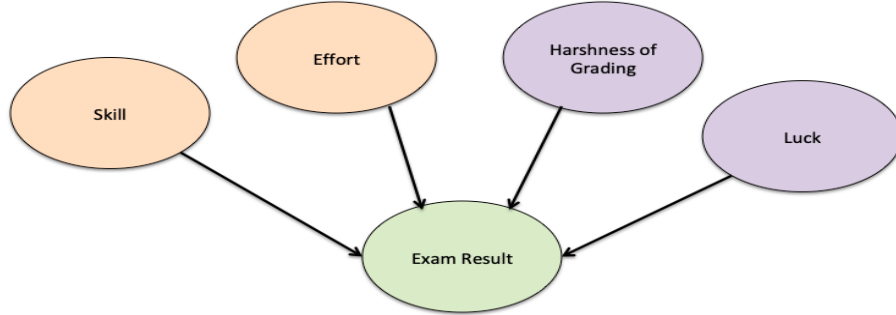 Skill
Effort
Harshness of
Grading
Luck
Exam Result